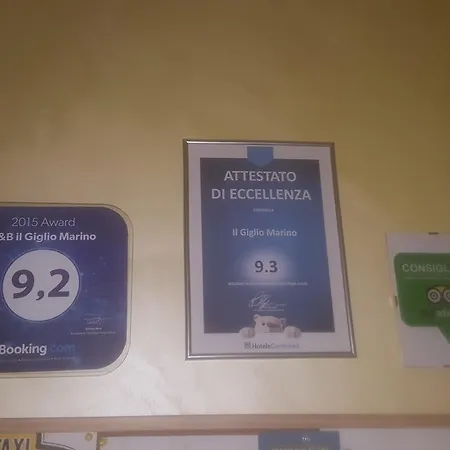 2015 Award
&B il Giglio Marino
9,2
Booking.com
ATTESTATO
DI ECCELLENZA
Il Giglio Marino
9.3
HotelsCombined
CONSIGL
TAXI